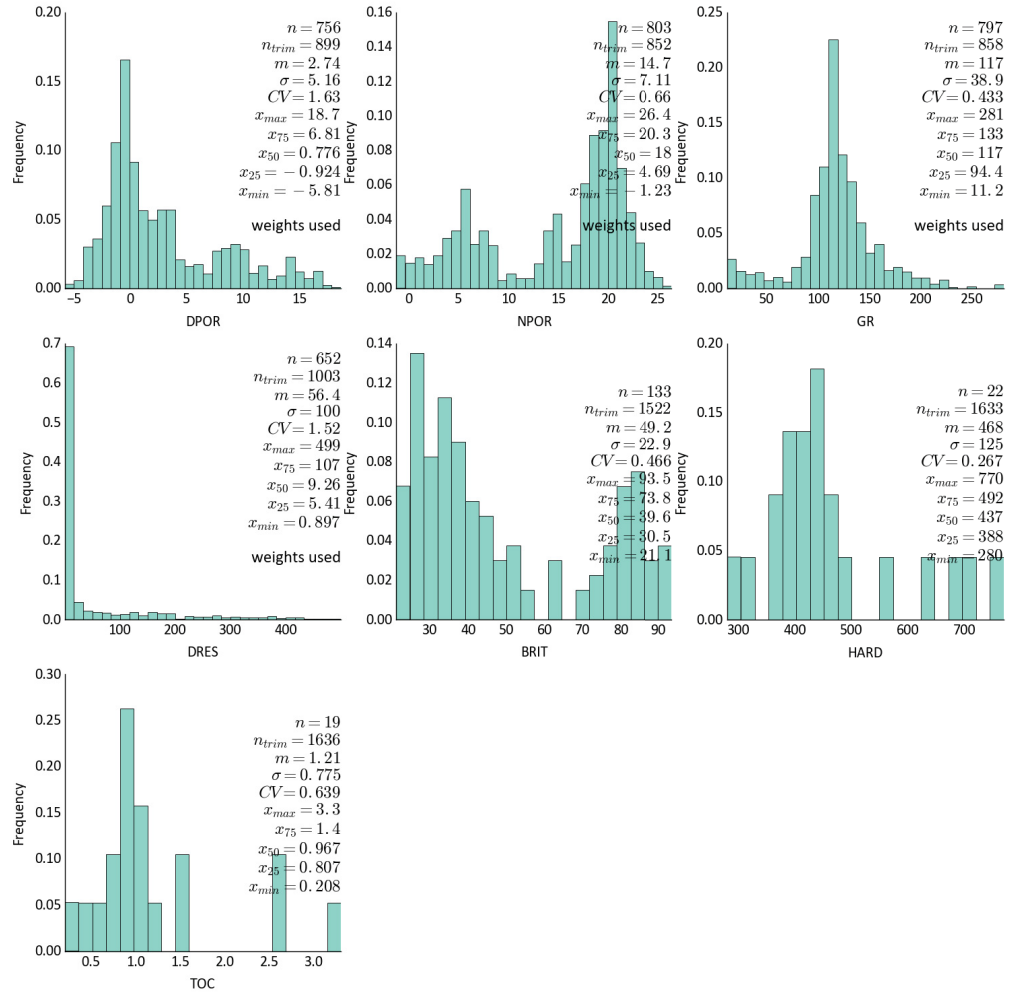 0.20
0.15
0.10
0.05
0.00
Frequency
−5 0 5 10 15
DPOR
n = 756
n_trim = 899
m = 2.74
σ = 5.16
CV = 1.63
x_max = 18.7
x_75 = 6.81
x_50 = 0.776
x_25 = −0.924
x_min = −5.81
weights used
0.16
0.14
0.12
0.10
0.08
0.06
0.04
0.02
0.00
Frequency
0 5 10 15 20 25
NPOR
n = 803
n_trim = 852
m = 14.7
σ = 7.11
CV = 0.66
x_max = 26.4
x_75 = 20.3
x_50 = 18
x_25 = 4.69
x_min = −1.23
weights used
0.25
0.20
0.15
0.10
0.05
0.00
Frequency
50 100 150 200 250
GR
n = 797
n_trim = 858
m = 117
σ = 38.9
CV = 0.433
x_max = 281
x_75 = 133
x_50 = 117
x_25 = 94.4
x_min = 11.2
weights used
0.7
0.6
0.5
0.4
0.3
0.2
0.1
0.0
Frequency
100 200 300 400
DRES
n = 652
n_trim = 1003
m = 56.4
σ = 100
CV = 1.52
x_max = 499
x_75 = 107
x_50 = 9.26
x_25 = 5.41
x_min = 0.897
weights used
0.14
0.12
0.10
0.08
0.06
0.04
0.02
0.00
Frequency
30 40 50 60 70 80 90
BRIT
n = 133
n_trim = 1522
m = 49.2
σ = 22.9
CV = 0.466
x_max = 93.5
x_75 = 73.8
x_50 = 39.6
x_25 = 30.5
x_min = 21.1
0.20
0.15
0.10
0.05
0.00
Frequency
300 400 500 600 700
HARD
n = 22
n_trim = 1633
m = 468
σ = 125
CV = 0.267
x_max = 770
x_75 = 492
x_50 = 437
x_25 = 388
x_min = 280
0.30
0.25
0.20
0.15
0.10
0.05
0.00
Frequency
0.5 1.0 1.5 2.0 2.5 3.0
TOC
n = 19
n_trim = 1636
m = 1.21
σ = 0.775
CV = 0.639
x_max = 3.3
x_75 = 1.4
x_50 = 0.967
x_25 = 0.807
x_min = 0.208